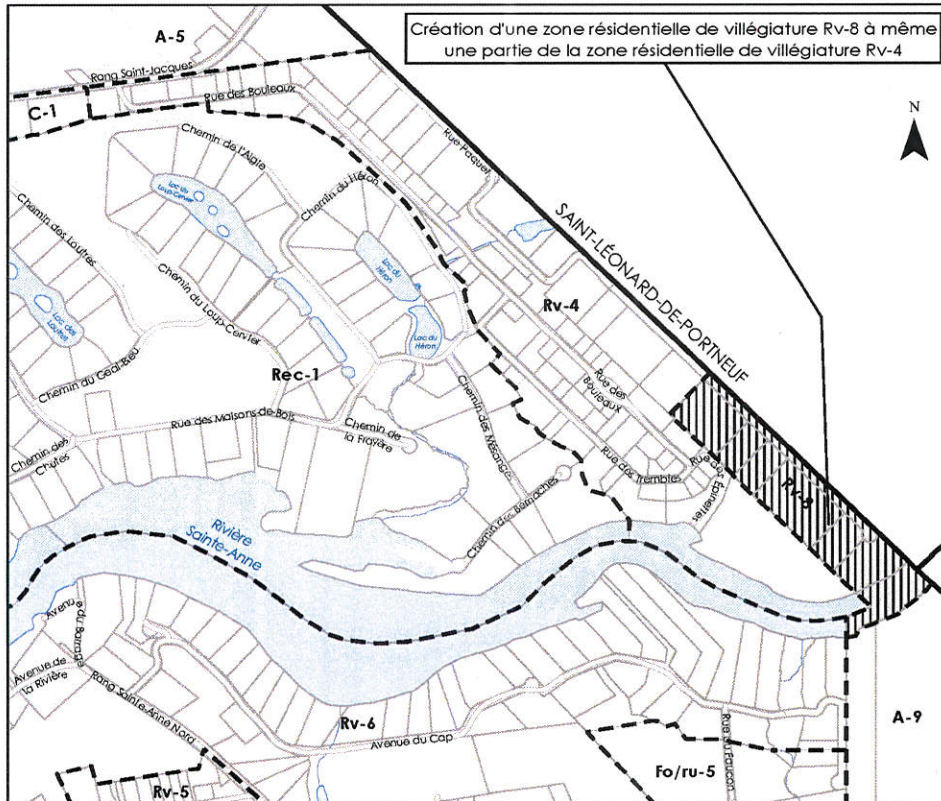 Création d'une zone résidentielle de villégiature Rv-8 à même
une partie de la zone résidentielle de villégiature Rv-4
N
A-5
Rang Saint-Jacques
C-1
Rue des Bouleaux
Rue Paquet
Chemin de l'Aigle
Chemin du Héron
Lac du
Loup-Cervier
Chemin des Loutres
Lac du
Héron
SAINT-LÉONARD-DE-PORTNEUF
Chemin du Loup-Cervier
Lac des
Loutres
Rv-4
Lac du
Héron
Chemin du Geai-Bleu
Rec-1
Rue des
Bouleaux
Rue des Maisons-de-Bois
Chemin de
la Frayère
Chemin des Mésanges
Chemin des
Chutes
Rue des Trembles
Rue des Épinettes
Rv-8
Chemin des Bernaches
Rivière
Sainte-Anne
Avenue du Barrage
Avenue de
la Rivière
Rang Sainte-Anne Nord
Rv-6
Avenue du Cap
Rue du Faucon
A-9
Fo/ru-5
Rv-5